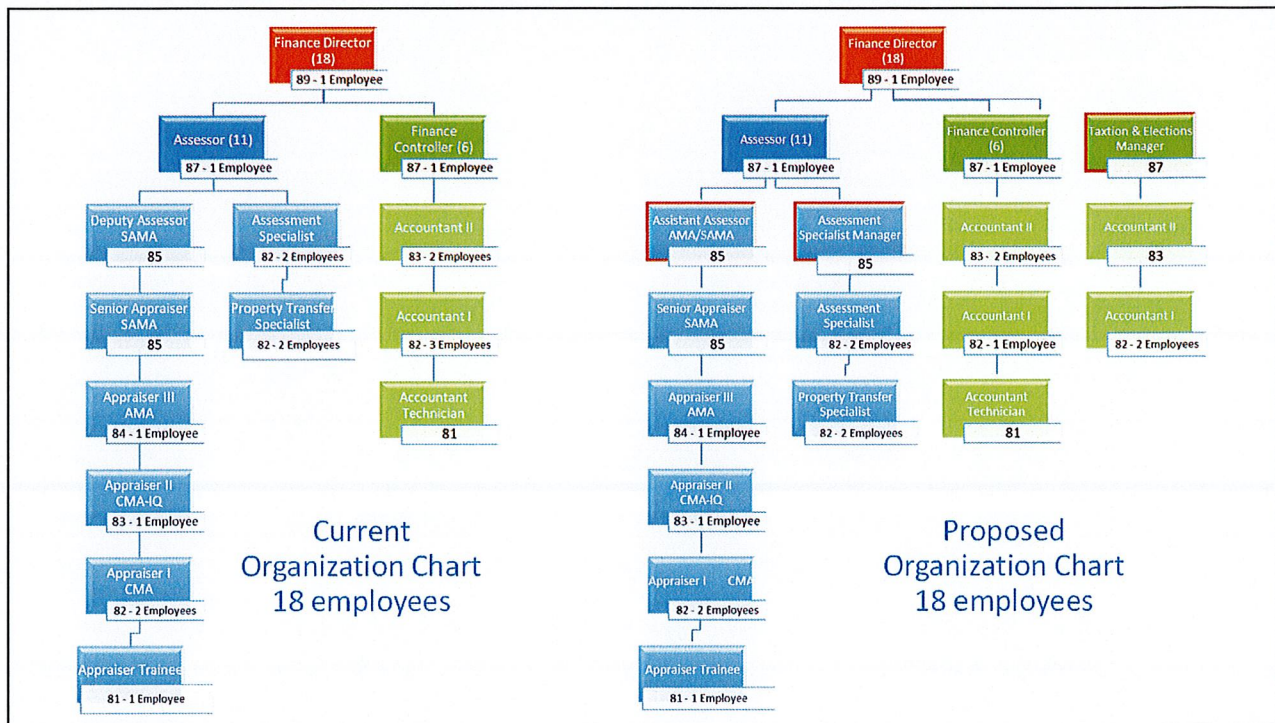 Finance Director
(18)
89 - 1 Employee
Assessor (11)
87 - 1 Employee
Finance
Controller (6)
87 - 1 Employee
Deputy Assessor
SAMA
85
Assessment
Specialist
82 - 2 Employees
Accountant II
83 - 2 Employees
Senior Appraiser
SAMA
85
Property Transfer
Specialist
82 - 2 Employees
Accountant I
82 - 3 Employees
Appraiser III
AMA
84 - 1 Employee
Accountant
Technician
81
Appraiser II
CMA-IQ
83 - 1 Employee
Appraiser I
CMA
82 - 2 Employees
Appraiser Trainee
81 - 1 Employee
Current
Organization Chart
18 employees
Finance Director
(18)
89 - 1 Employee
Assessor (11)
87 - 1 Employee
Finance Controller
(6)
87 - 1 Employee
Taxtion & Elections
Manager
87
Assistant Assessor
AMA/SAMA
85
Assessment
Specialist Manager
85
Accountant II
83 - 2 Employees
Accountant II
83
Senior Appraiser
SAMA
85
Assessment
Specialist
82 - 2 Employees
Accountant I
82 - 1 Employee
Accountant I
82 - 2 Employees
Appraiser III
AMA
84 - 1 Employee
Property Transfer
Specialist
82 - 2 Employees
Accountant
Technician
81
Appraiser II
CMA-IQ
83 - 1 Employee
Appraiser I CMA
82 - 2 Employees
Appraiser Trainee
81 - 1 Employee
Proposed
Organization Chart
18 employees